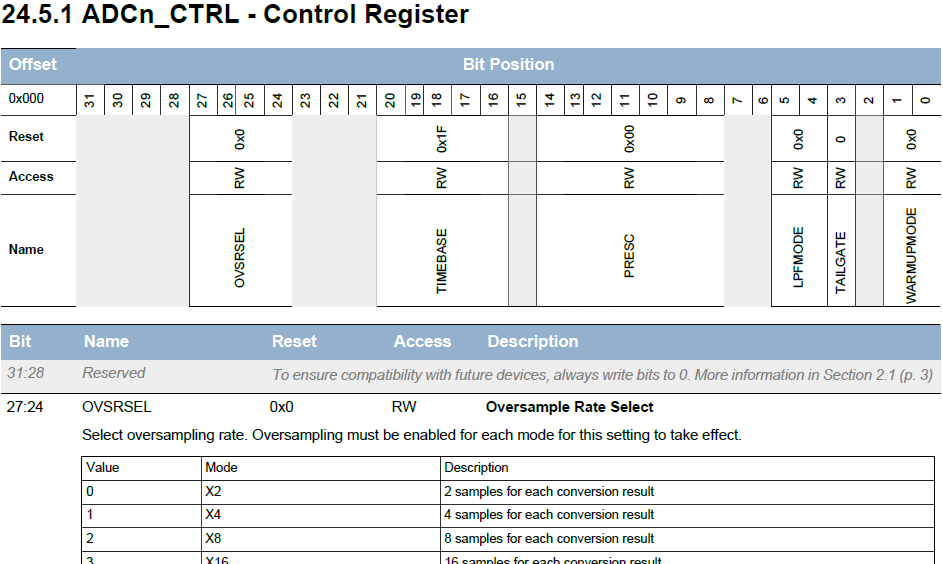 24.5.1 ADCn_CTRL - Control Register
Offset Bit Position
0x000 31 30 29 28 27 26 25 24 23 22 21 20 19 18 17 16 15 14 13 12 11 10 9 8 7 6 5 4 3 2 1 0
Reset 0x0 0x1F 0x00 0x0 0 0x0
Access RW RW RW RW RW RW
Name OVSRSEL TIMEBASE PRESC LPFMODE TAILGATE WARMUPMODE
Bit Name Reset Access Description
31:28 Reserved To ensure compatibility with future devices, always write bits to 0. More information in Section 2.1 (p. 3)
27:24 OVSRSEL 0x0 RW Oversample Rate Select
Select oversampling rate. Oversampling must be enabled for each mode for this setting to take effect.
Value Mode Description
0 X2 2 samples for each conversion result
1 X4 4 samples for each conversion result
2 X8 8 samples for each conversion result
3 X16 16 samples for each conversion result